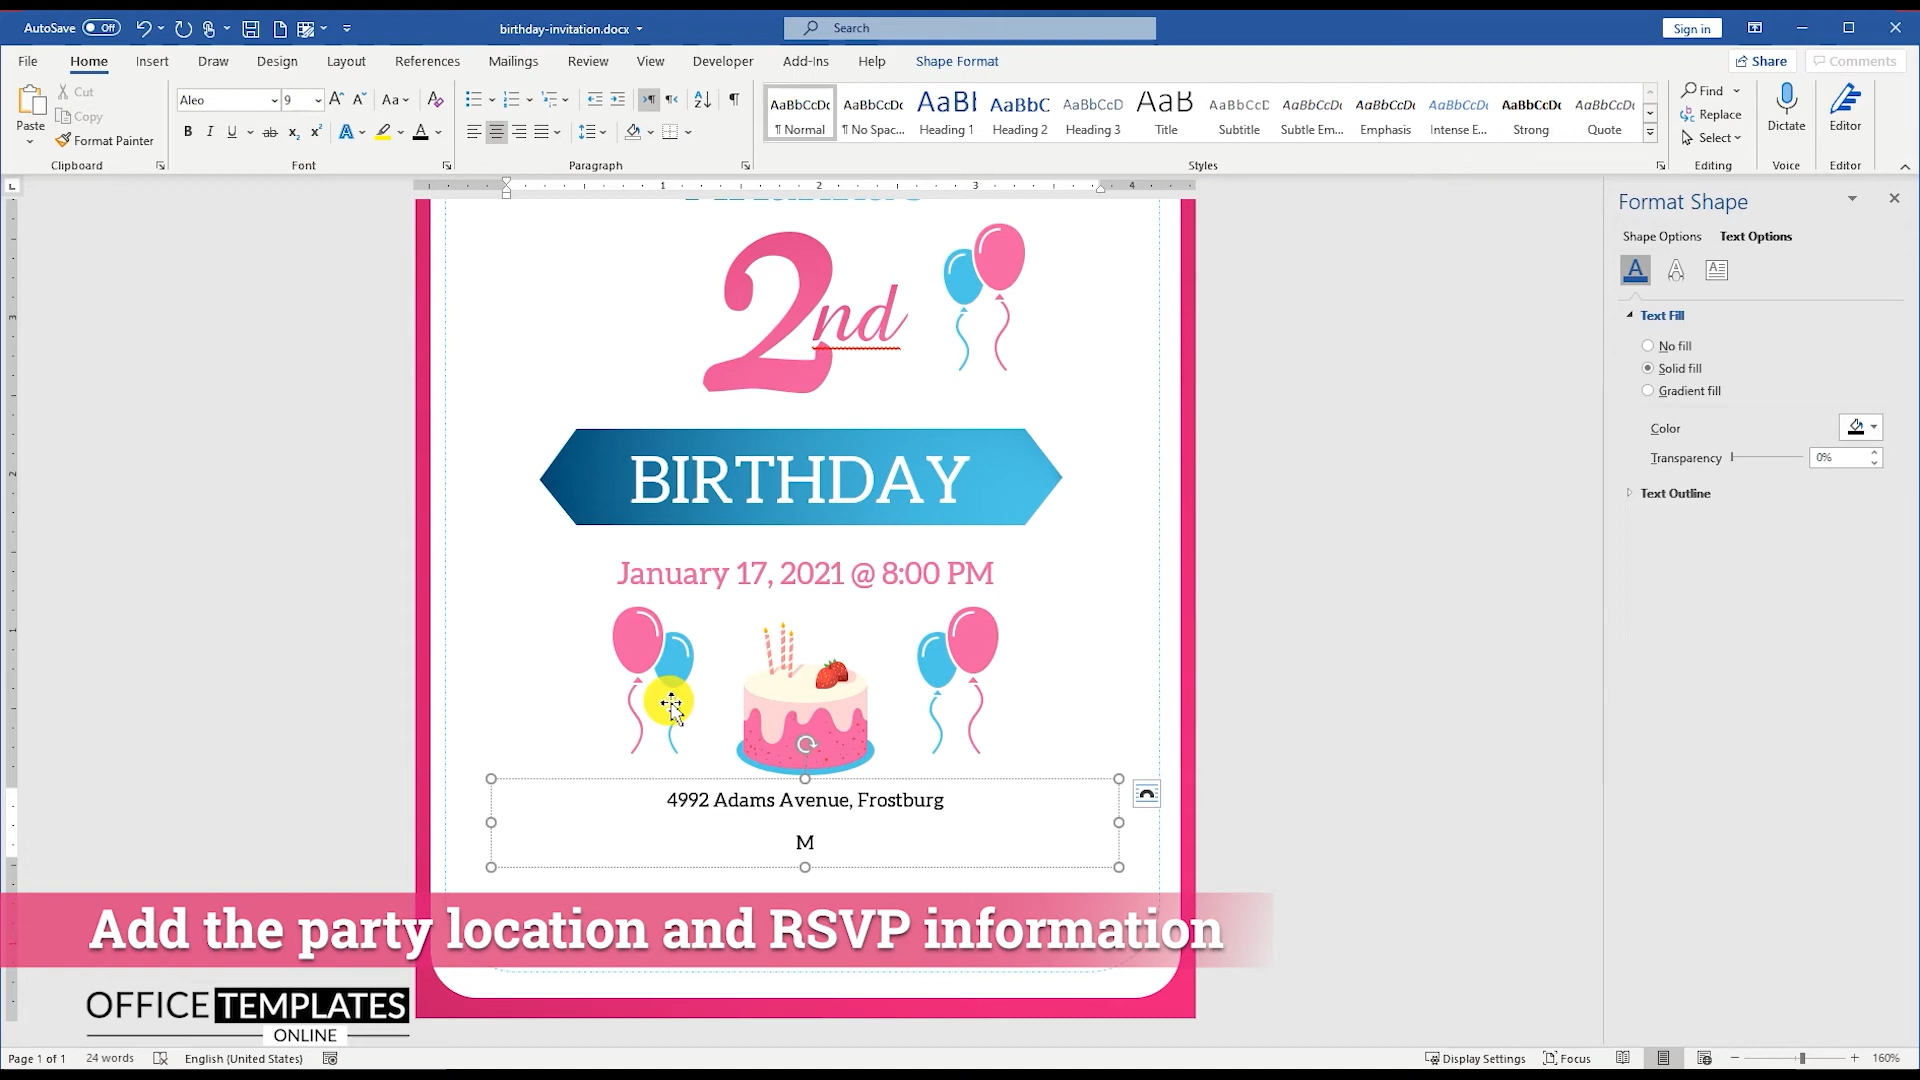 AutoSave Off
birthday-invitation.docx
Search
Sign in
File Home Insert Draw Design Layout References Mailings Review View Developer Add-Ins Help Shape Format
Share
Comments
Paste
Cut
Copy
Format Painter
Clipboard
Aleo 9
Font
Paragraph
AaBbCcDc AaBbCcDc AaBl AaBbC AaBbCcD AaB AaBbCcD AaBbCcDc AaBbCcDc AaBbCcDc AaBbCcDc AaBbCcDc
¶ Normal ¶ No Spac... Heading 1 Heading 2 Heading 3 Title Subtitle Subtle Em... Emphasis Intense E... Strong Quote
Styles
Find
Replace
Select
Editing
Dictate
Voice
Editor
Editor
1 2 3 4
Format Shape
Shape Options Text Options
Text Fill
No fill
Solid fill
Gradient fill
Color
Transparency 0%
Text Outline
2nd
BIRTHDAY
January 17, 2021 @ 8:00 PM
4992 Adams Avenue, Frostburg
M
Add the party location and RSVP information
OFFICE TEMPLATES
ONLINE
Page 1 of 1 24 words English (United States) Display Settings Focus 160%